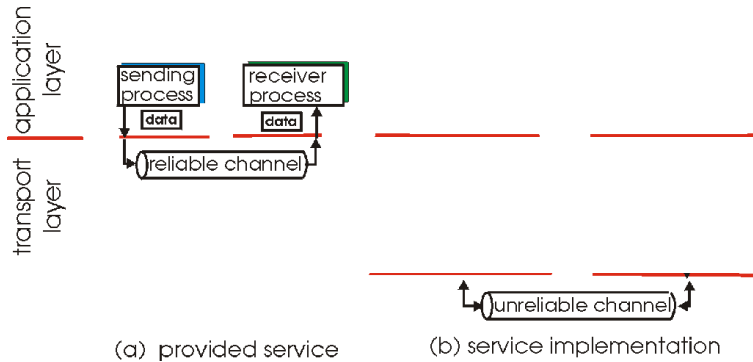 application
layer
transport
layer
sending
process
receiver
process
data
data
reliable channel
unreliable channel
(a) provided service
(b) service implementation